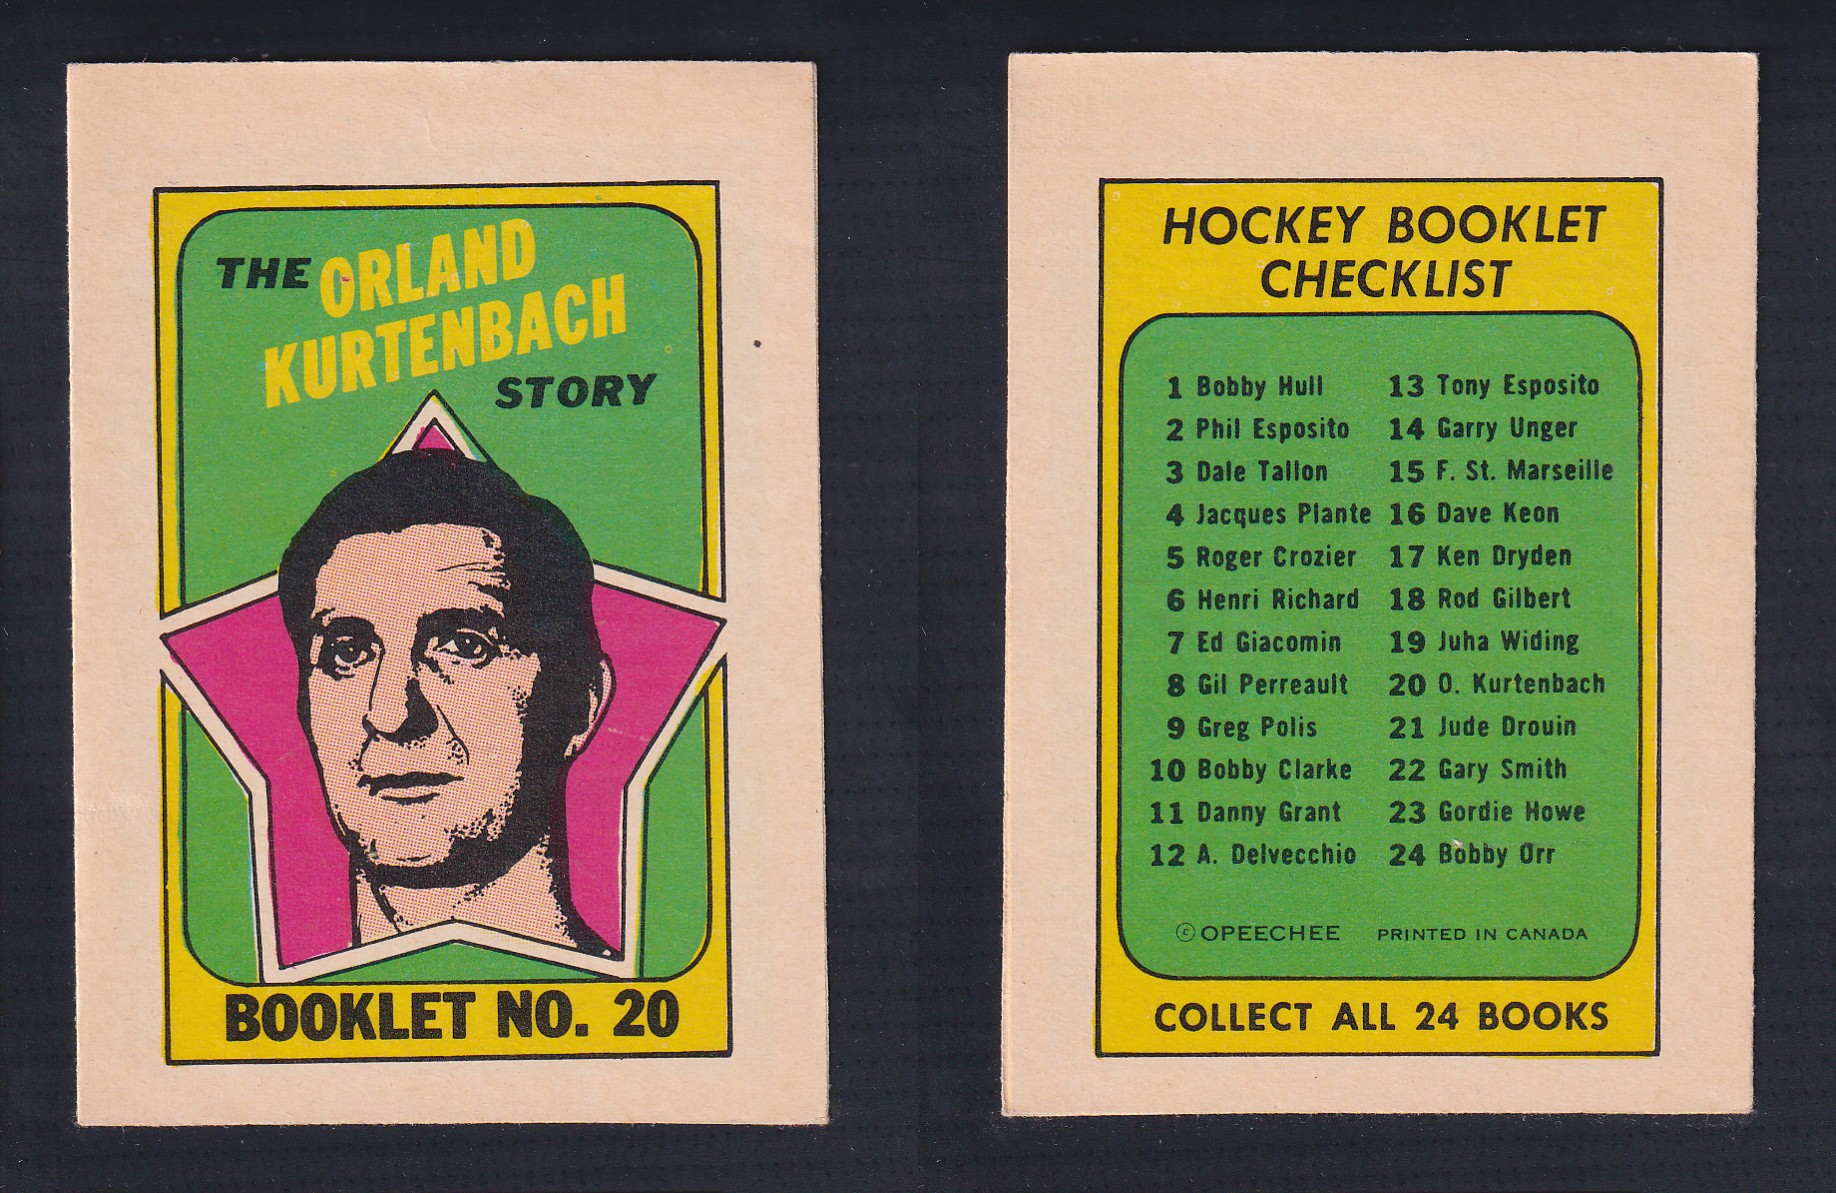 THE ORLAND
KURTENBACH
STORY
BOOKLET NO. 20
HOCKEY BOOKLET
CHECKLIST
1 Bobby Hull
2 Phil Esposito
3 Dale Tallon
4 Jacques Plante
5 Roger Crozier
6 Henri Richard
7 Ed Giacomin
8 Gil Perreault
9 Greg Polis
10 Bobby Clarke
11 Danny Grant
12 A. Delvecchio
13 Tony Esposito
14 Garry Unger
15 F. St. Marseille
16 Dave Keon
17 Ken Dryden
18 Rod Gilbert
19 Juha Widing
20 O. Kurtenbach
21 Jude Drouin
22 Gary Smith
23 Gordie Howe
24 Bobby Orr
© OPEECHEE PRINTED IN CANADA
COLLECT ALL 24 BOOKS